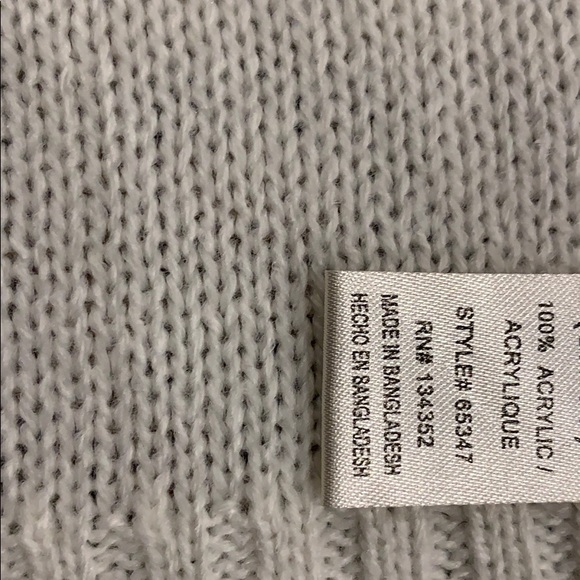 100% ACRYLIC /
ACRYLIQUE
STYLE# 65347
RN# 134352
MADE IN BANGLADESH
HECHO EN BANGLADESH